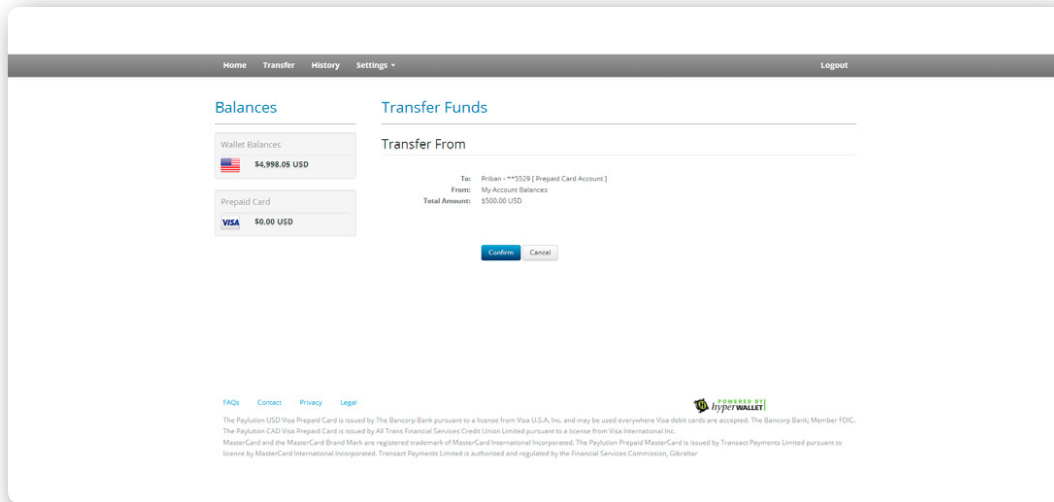 Home Transfer History Settings Logout
Balances
Wallet Balances
$4,998.05 USD
Prepaid Card
VISA $0.00 USD
Transfer Funds
Transfer From
To: Priban - **5529 [ Prepaid Card Account ]
From: My Account Balances
Total Amount: $500.00 USD
Confirm Cancel
FAQs Contact Privacy Legal
POWERED BY
hyperWALLET
The Paylution USD Visa Prepaid Card is issued by The Bancorp Bank pursuant to a license from Visa U.S.A. Inc. and may be used everywhere Visa debit cards are accepted. The Bancorp Bank; Member FDIC.
The Paylution CAD Visa Prepaid Card is issued by All Trans Financial Services Credit Union Limited pursuant to a license from Visa International Inc.
MasterCard and the MasterCard Brand Mark are registered trademark of MasterCard International Incorporated. The Paylution Prepaid MasterCard is issued by Transact Payments Limited pursuant to
licence by MasterCard International Incorporated. Transact Payments Limited is authorised and regulated by the Financial Services Commission, Gibraltar